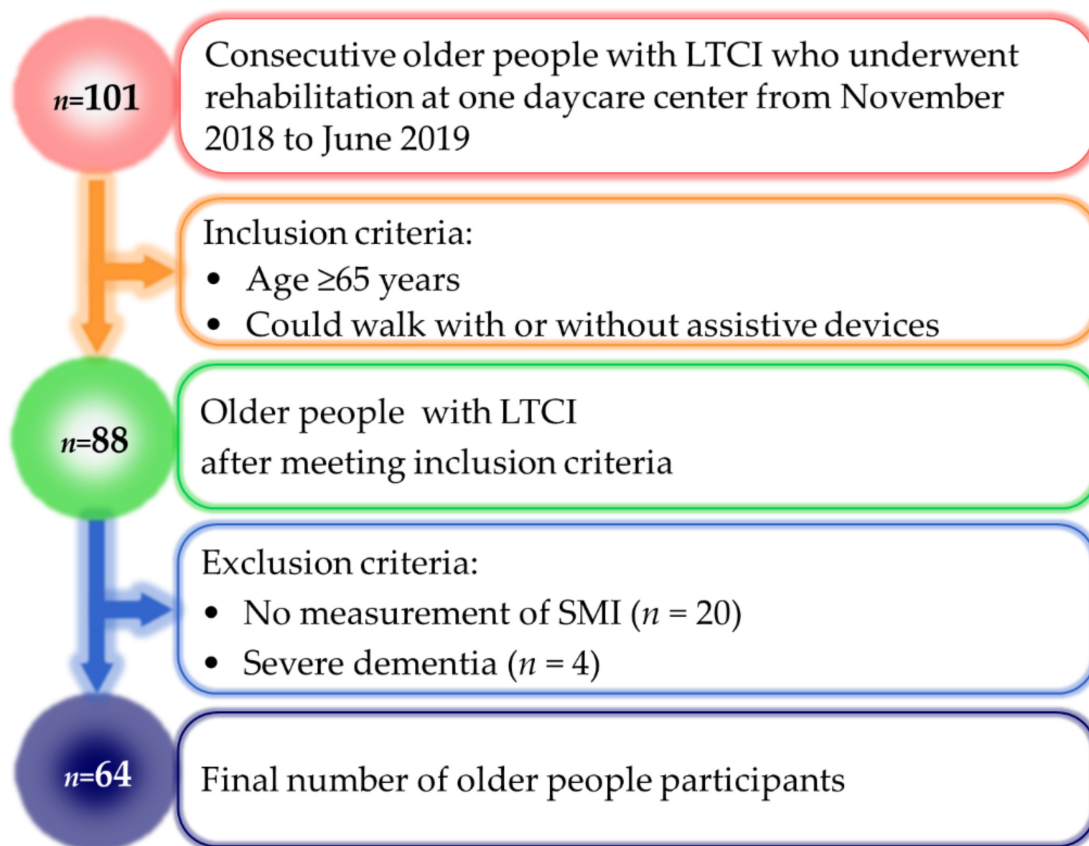 n=101
Consecutive older people with LTCI who underwent
rehabilitation at one daycare center from November
2018 to June 2019
Inclusion criteria:
• Age ≥65 years
• Could walk with or without assistive devices
n=88
Older people with LTCI
after meeting inclusion criteria
Exclusion criteria:
• No measurement of SMI (n = 20)
• Severe dementia (n = 4)
n=64
Final number of older people participants